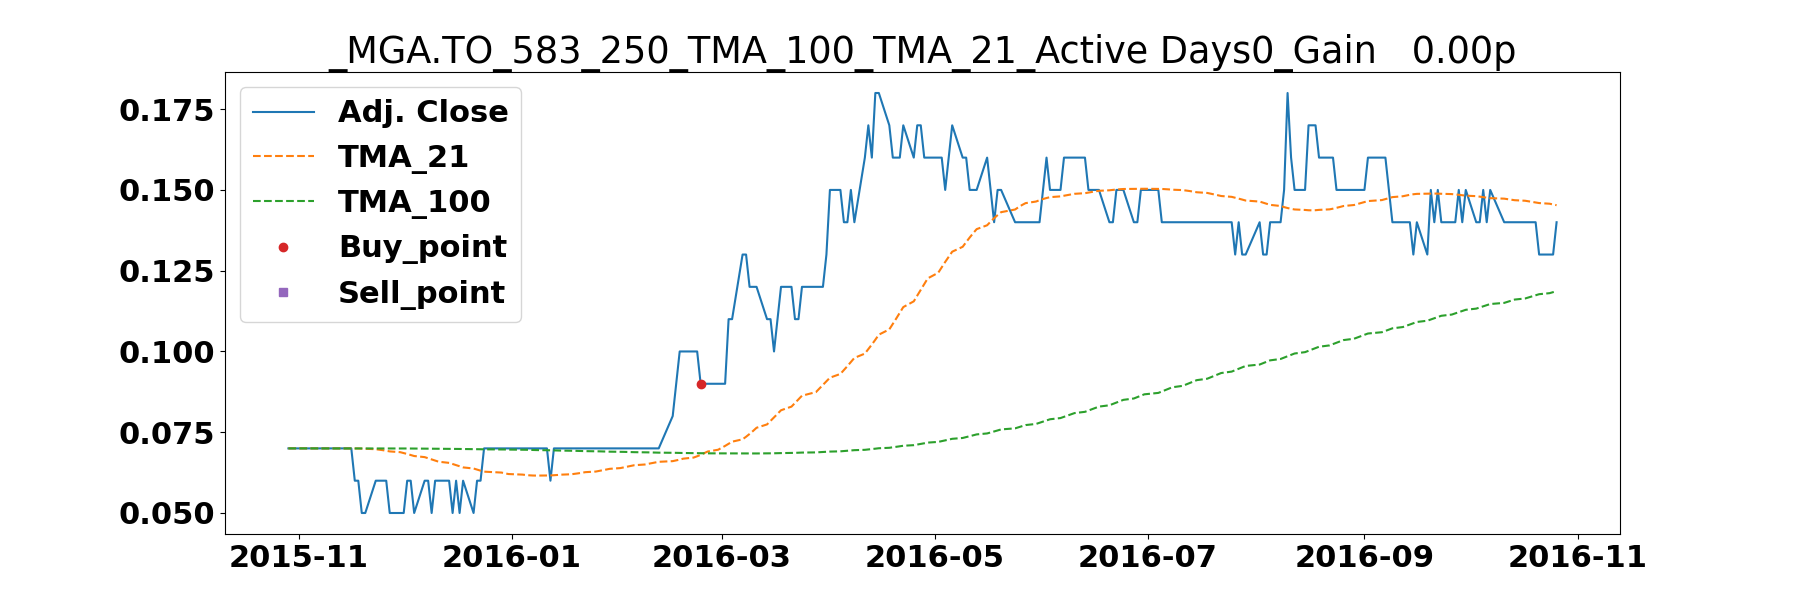 _MGA.TO_583_250_TMA_100_TMA_21_Active Days0_Gain   0.00p
0.175
0.150
0.125
0.100
0.075
0.050
Adj. Close
TMA_21
TMA_100
Buy_point
Sell_point
2015-11 2016-01 2016-03 2016-05 2016-07 2016-09 2016-11